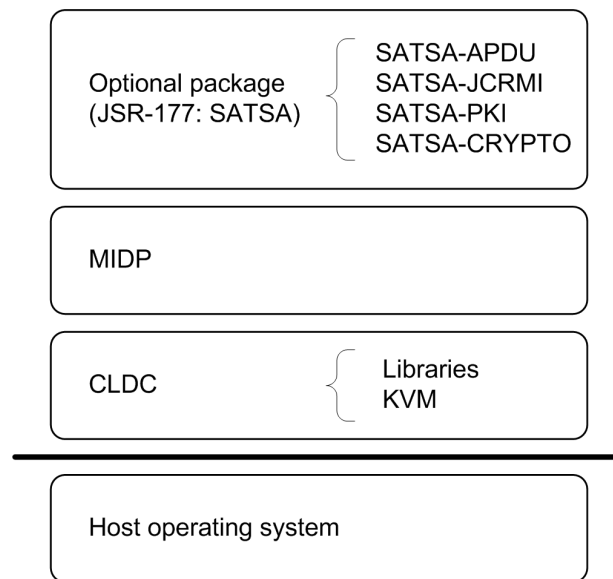 Optional package
(JSR-177: SATSA)
SATSA-APDU
SATSA-JCRMI
SATSA-PKI
SATSA-CRYPTO
MIDP
CLDC
Libraries
KVM
Host operating system